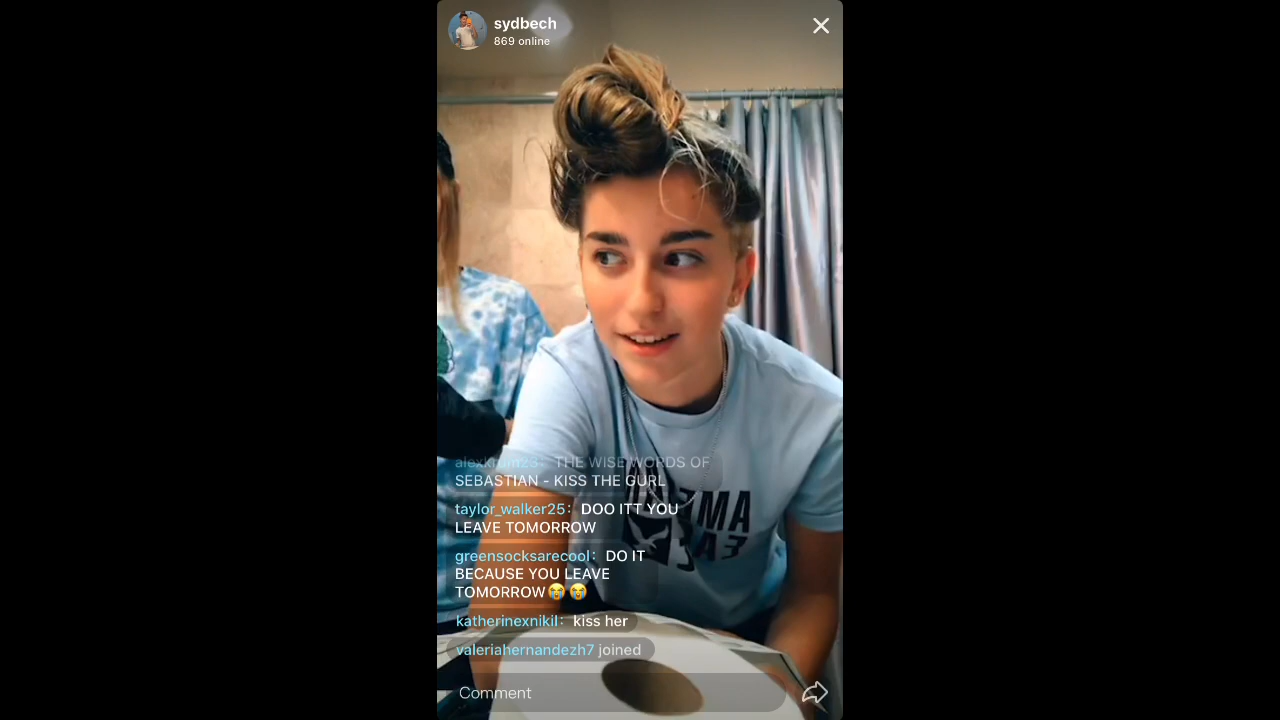 sydbech
869 online
THE WISE WORDS OF
SEBASTIAN - KISS THE GURL
taylor_walker25: DOO ITT YOU
LEAVE TOMORROW
greensocksarecool: DO IT
BECAUSE YOU LEAVE
TOMORROW😭😭
katherinexnikil: kiss her
valeriahernandezh7 joined
Comment